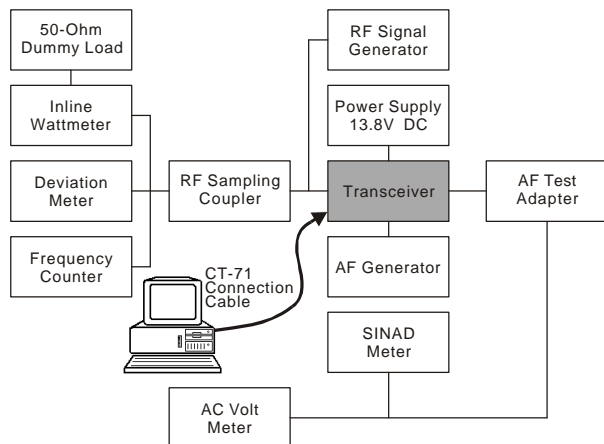 50-Ohm
Dummy Load
RF Signal
Generator
Inline
Wattmeter
Power Supply
13.8V DC
Deviation
Meter
RF Sampling
Coupler
Transceiver
AF Test
Adapter
Frequency
Counter
CT-71
Connection
Cable
AF Generator
SINAD
Meter
AC Volt
Meter